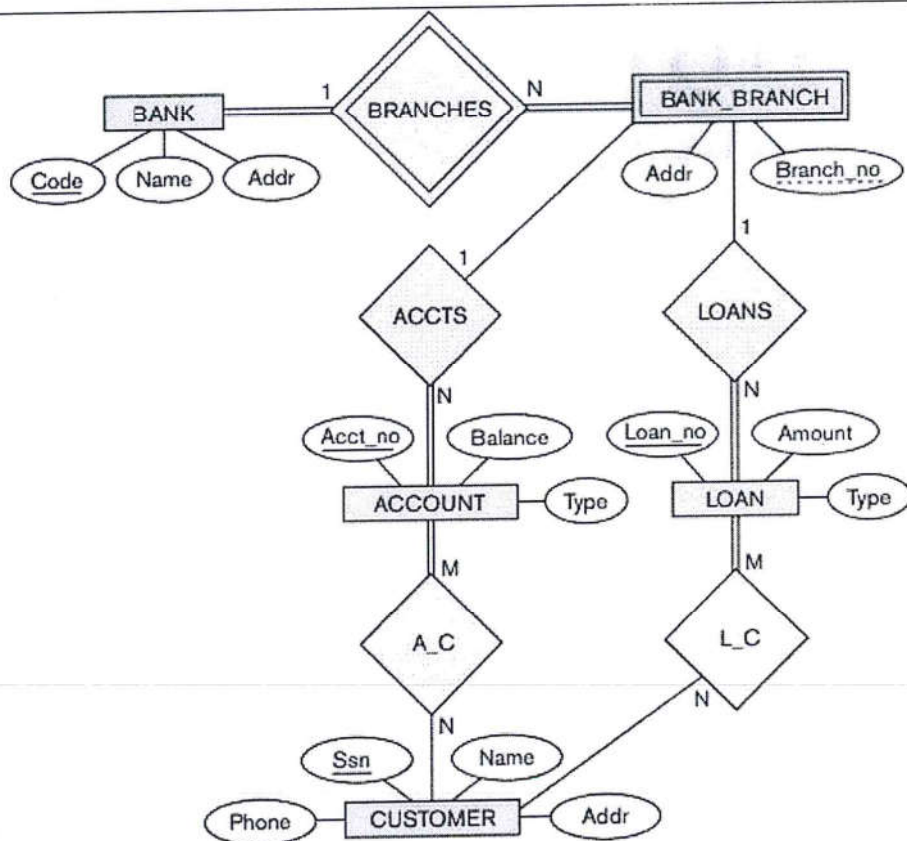 1 N
BANK BRANCHES BANK_BRANCH
Code Name Addr Addr Branch_no
1 1
ACCTS LOANS
N N
Acct_no Balance Loan_no Amount
ACCOUNT Type LOAN Type
M M
A_C L_C
N N
Ssn Name
Phone CUSTOMER Addr